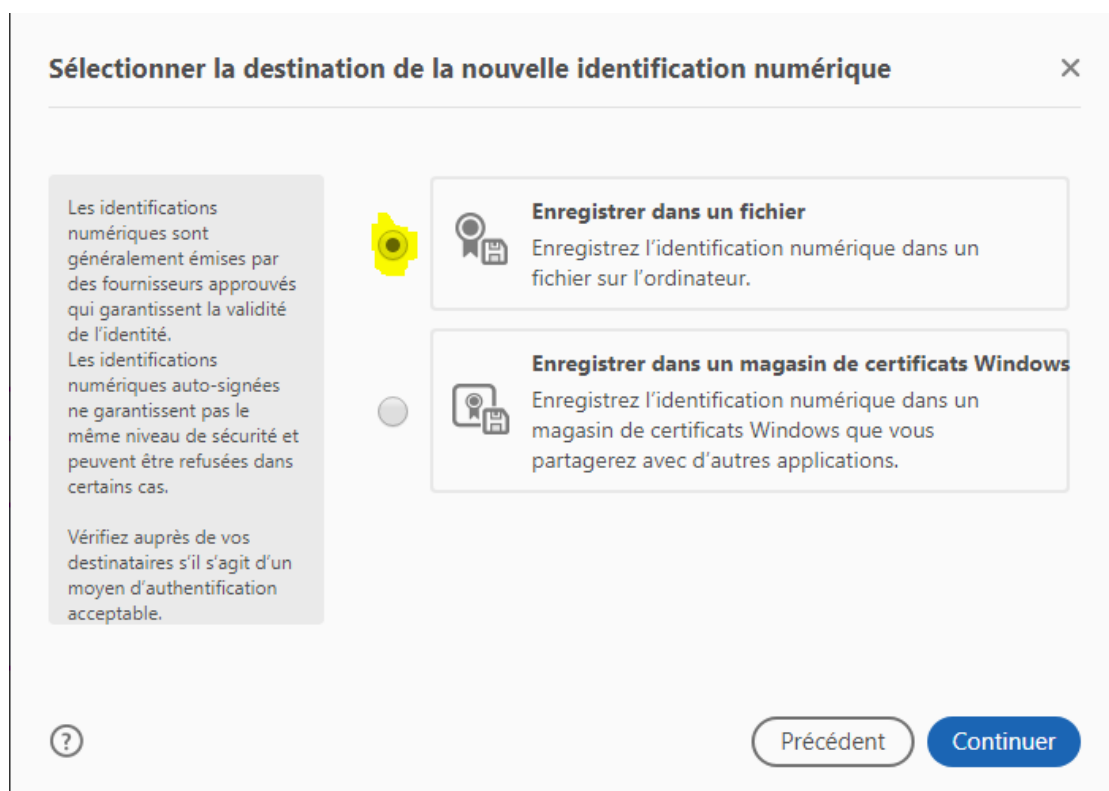 Sélectionner la destination de la nouvelle identification numérique
Les identifications
numériques sont
généralement émises par
des fournisseurs approuvés
qui garantissent la validité
de l'identité.
Les identifications
numériques auto-signées
ne garantissent pas le
même niveau de sécurité et
peuvent être refusées dans
certains cas.
Vérifiez auprès de vos
destinataires s'il s'agit d'un
moyen d'authentification
acceptable.
Enregistrer dans un fichier
Enregistrez l'identification numérique dans un
fichier sur l'ordinateur.
Enregistrer dans un magasin de certificats Windows
Enregistrez l'identification numérique dans un
magasin de certificats Windows que vous
partagerez avec d'autres applications.
?
Précédent
Continuer